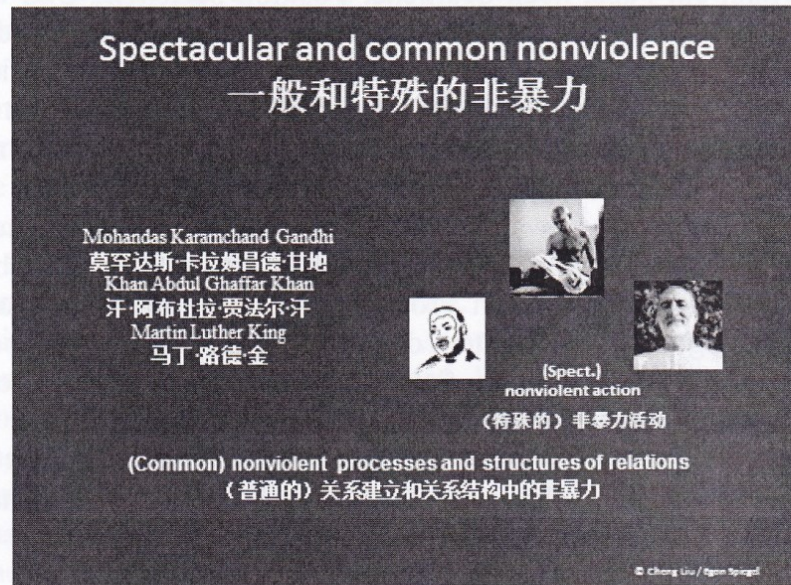 Spectacular and common nonviolence
一般和特殊的非暴力
Mohandas Karamchand Gandhi
莫罕达斯·卡拉姆昌德·甘地
Khan Abdul Ghaffar Khan
汗·阿布杜拉·贾法尔·汗
Martin Luther King
马丁·路德·金
(Spect.)
nonviolent action
（特殊的）非暴力活动
(Common) nonviolent processes and structures of relations
（普通的）关系建立和关系结构中的非暴力
© Cheng Liu / Egon Spiegel